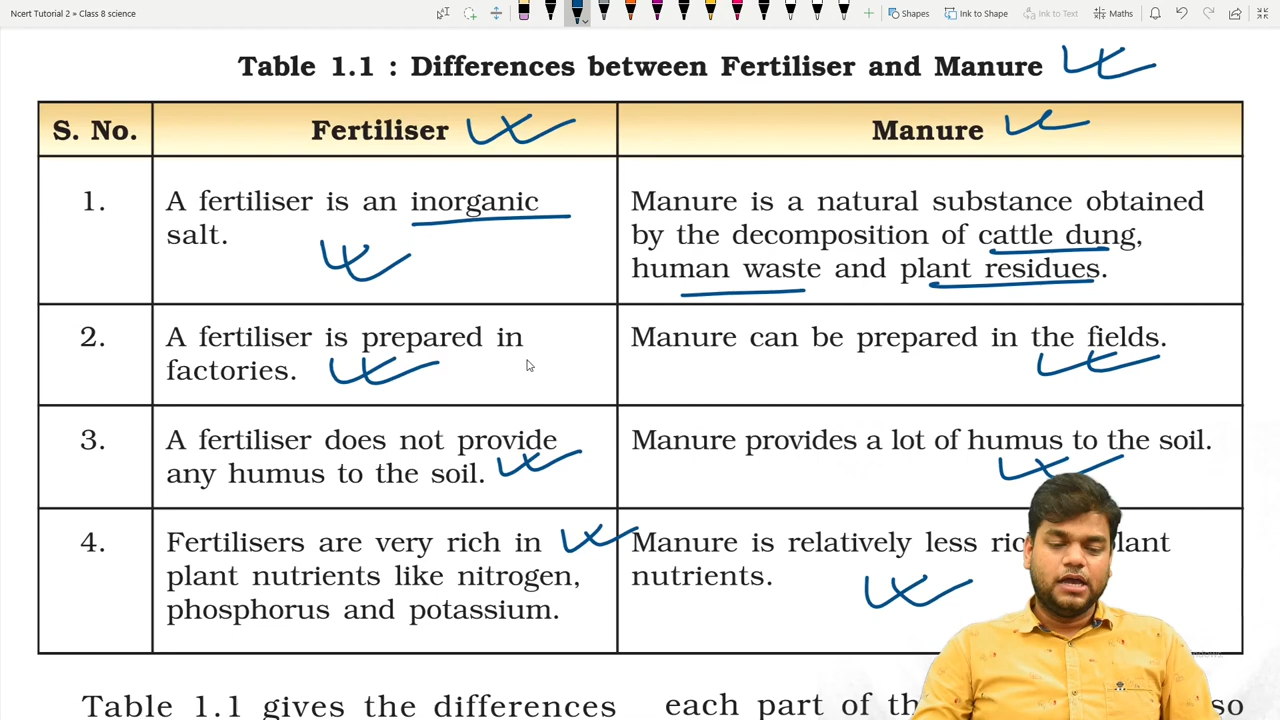 Ncert Tutorial 2 » Class 8 science
Shapes
Ink to Shape
Ink to Text
Maths
Table 1.1 : Differences between Fertiliser and Manure
S. No.
Fertiliser
Manure
1.
A fertiliser is an inorganic
salt.
Manure is a natural substance obtained
by the decomposition of cattle dung,
human waste and plant residues.
2.
A fertiliser is prepared in
factories.
Manure can be prepared in the fields.
3.
A fertiliser does not provide
any humus to the soil.
Manure provides a lot of humus to the soil.
4.
Fertilisers are very rich in
plant nutrients like nitrogen,
phosphorus and potassium.
Manure is relatively less
nutrients.
Table 1.1 gives the differences
each part of
so